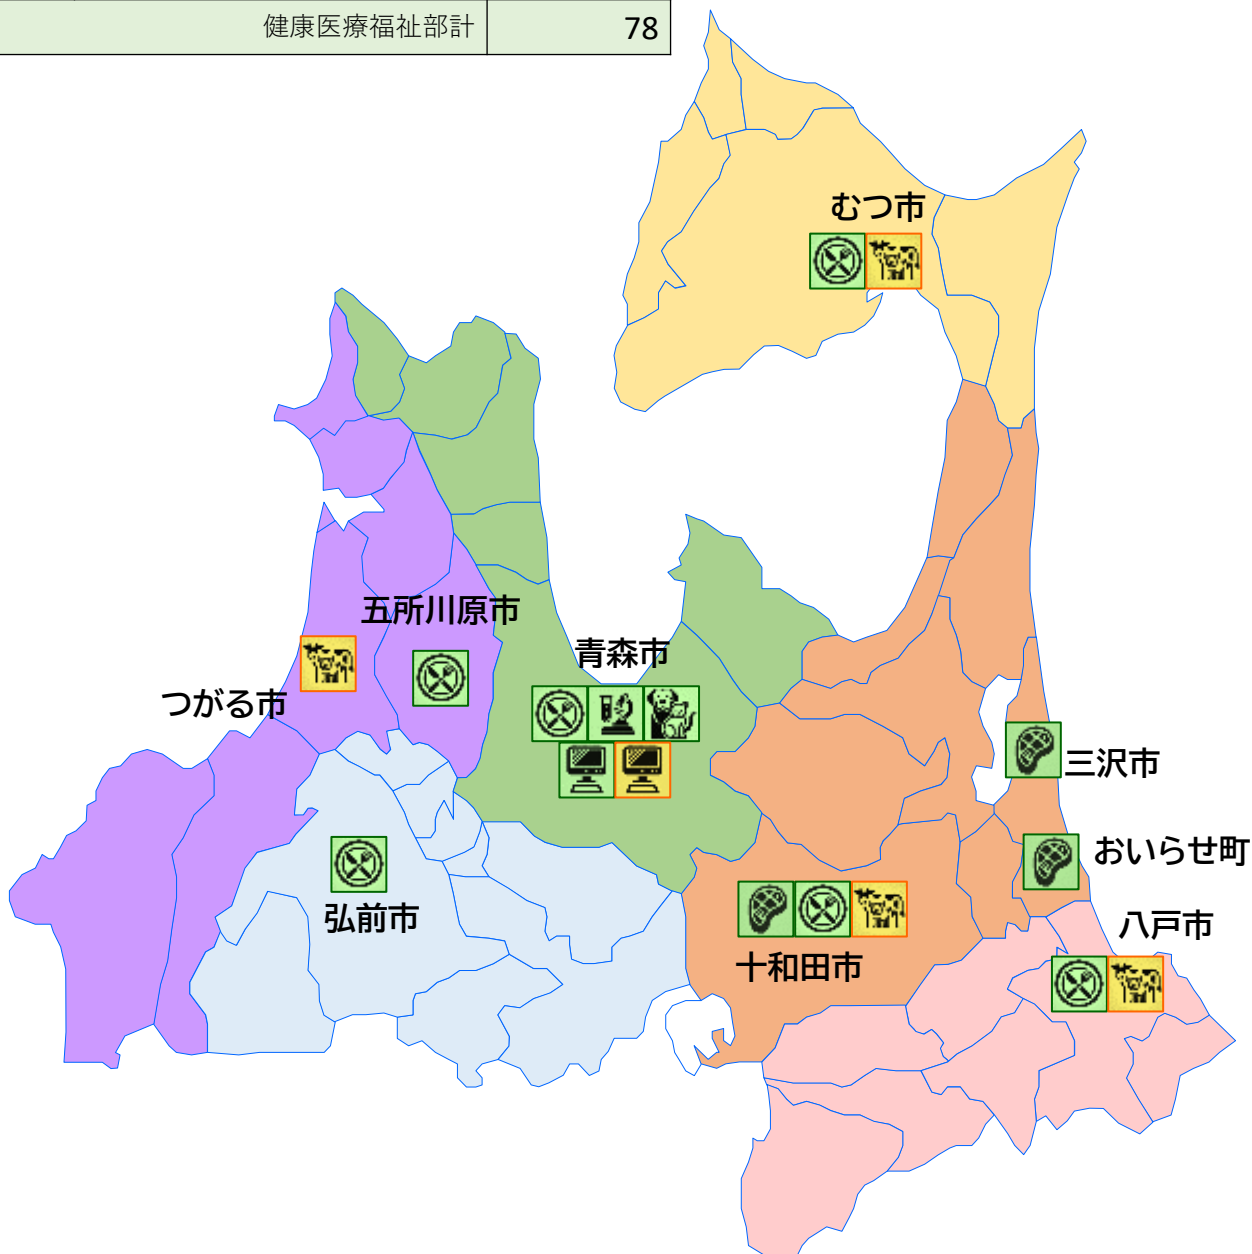 健康医療福祉部計 78
むつ市
五所川原市
青森市
つがる市
三沢市
おいらせ町
弘前市
八戸市
十和田市